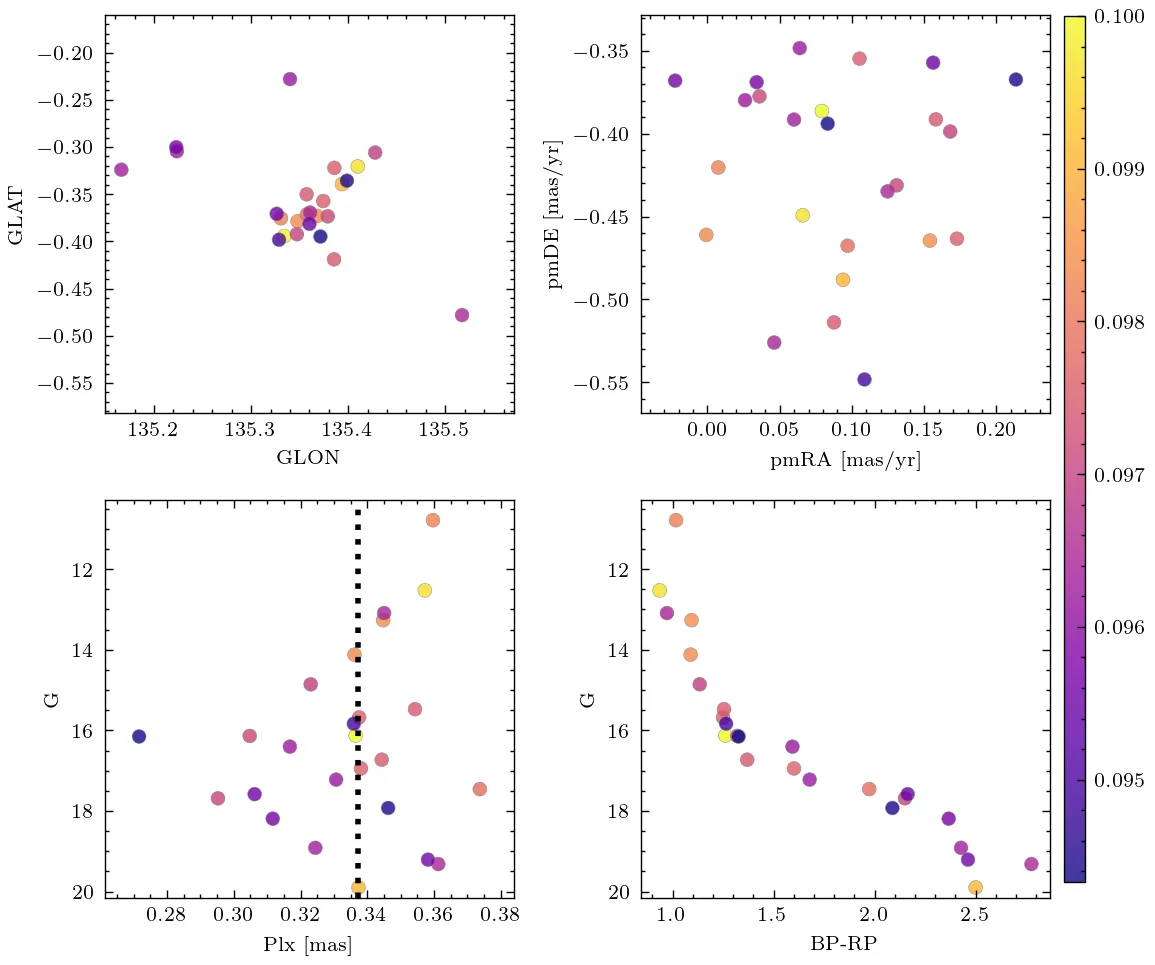 −0.20
−0.25
−0.30
−0.35
−0.40
−0.45
−0.50
−0.55
GLAT
135.2 135.3 135.4 135.5
GLON
−0.35
−0.40
−0.45
−0.50
−0.55
pmDE [mas/yr]
0.00 0.05 0.10 0.15 0.20
pmRA [mas/yr]
12
14
16
18
20
G
0.28 0.30 0.32 0.34 0.36 0.38
Plx [mas]
12
14
16
18
20
G
1.0 1.5 2.0 2.5
BP-RP
0.100
0.099
0.098
0.097
0.096
0.095